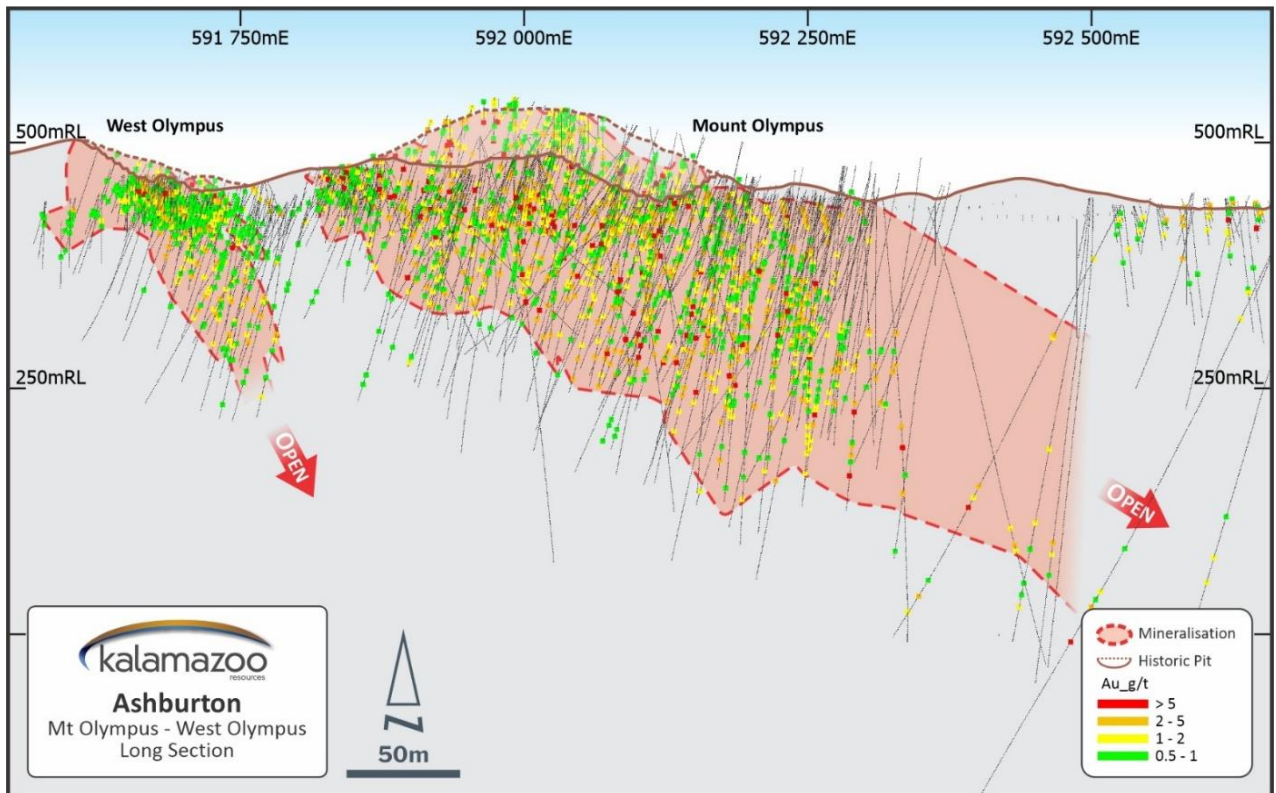 591 750mE
592 000mE
592 250mE
592 500mE
West Olympus
Mount Olympus
500mRL
500mRL
250mRL
250mRL
OPEN
OPEN
kalamazoo
resources
Ashburton
Mt Olympus - West Olympus
Long Section
N
50m
Mineralisation
Historic Pit
Au_g/t
> 5
2 - 5
1 - 2
0.5 - 1